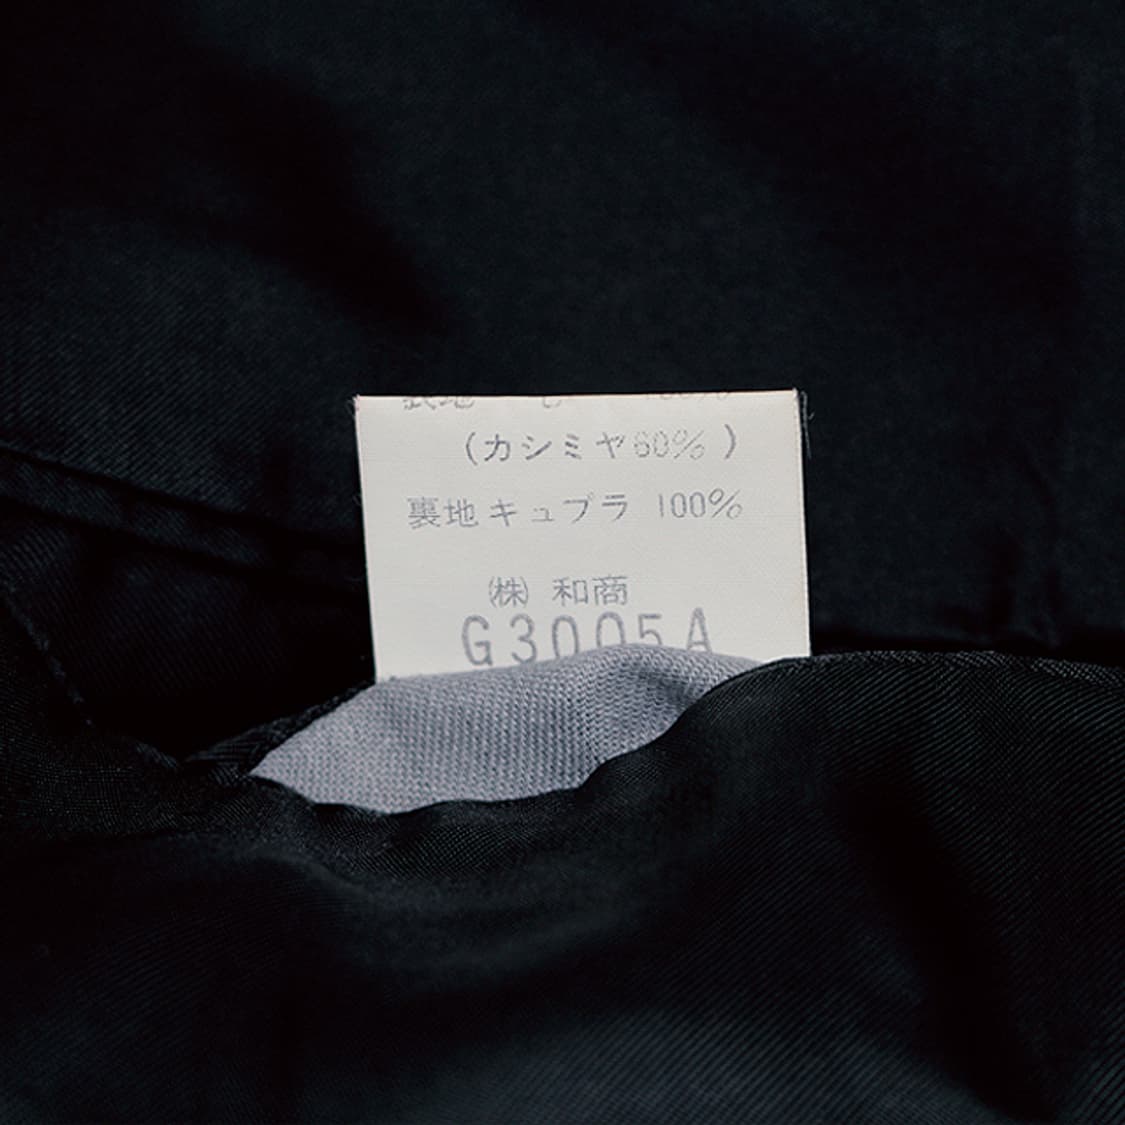 (カシミヤ60%)
裏地キュプラ 100%
㈱ 和商
G3005A